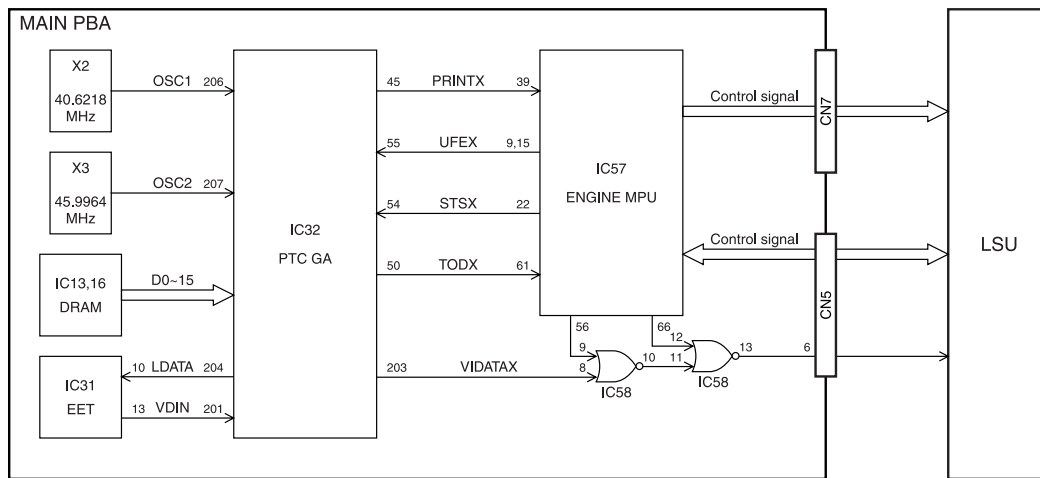 MAIN PBA
X2
40.6218
MHz
OSC1 206
X3
45.9964
MHz
OSC2 207
IC13,16
DRAM
D0~15
IC31
EET
10 LDATA 204
13 VDIN 201
IC32
PTC GA
45 PRINTX 39
55 UFEX 9,15
54 STSX 22
50 TODX 61
203 VIDATAX
IC57
ENGINE MPU
56
66
9
8
10
IC58
12
11
13
IC58
6
Control signal
CN7
Control signal
CN5
LSU